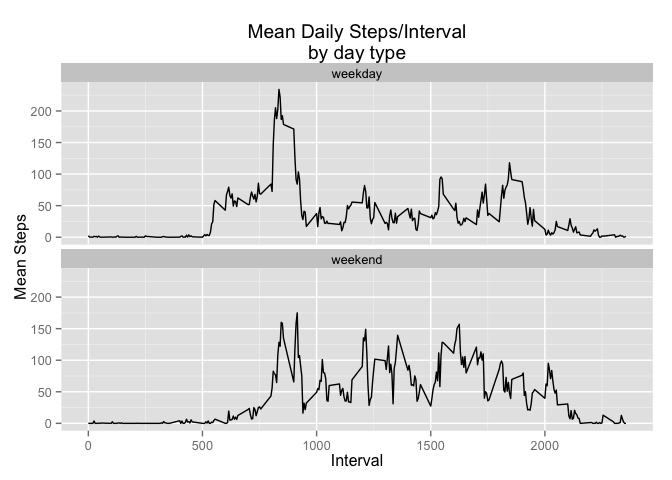 Mean Daily Steps/Interval
by day type
weekday
200
150
100
50
0
Mean Steps
weekend
200
150
100
50
0
0 500 1000 1500 2000
Interval